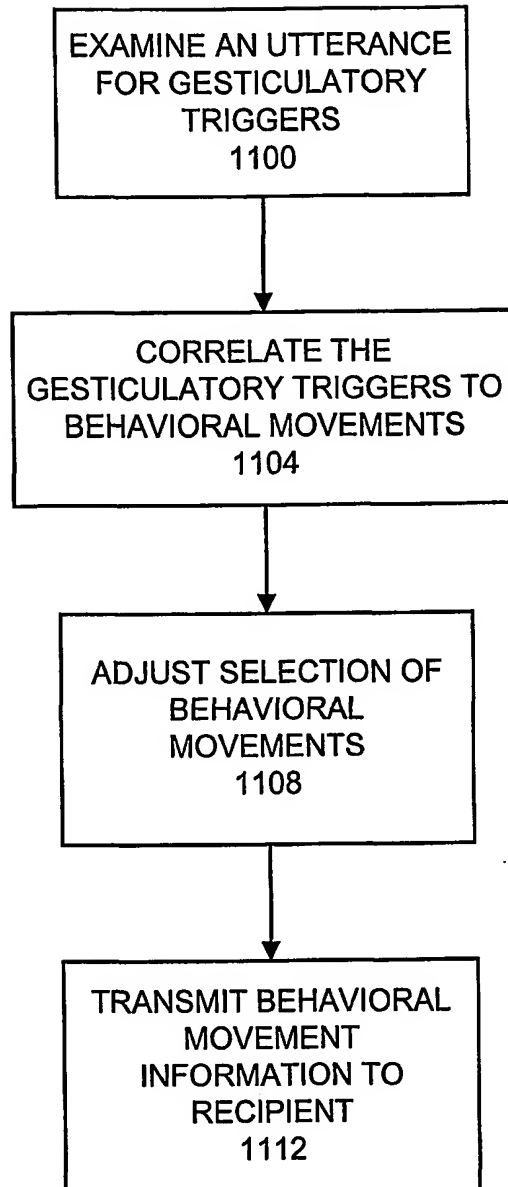 EXAMINE AN UTTERANCE
FOR GESTICULATORY
TRIGGERS
1100
CORRELATE THE
GESTICULATORY TRIGGERS TO
BEHAVIORAL MOVEMENTS
1104
ADJUST SELECTION OF
BEHAVIORAL
MOVEMENTS
1108
TRANSMIT BEHAVIORAL
MOVEMENT
INFORMATION TO
RECIPIENT
1112